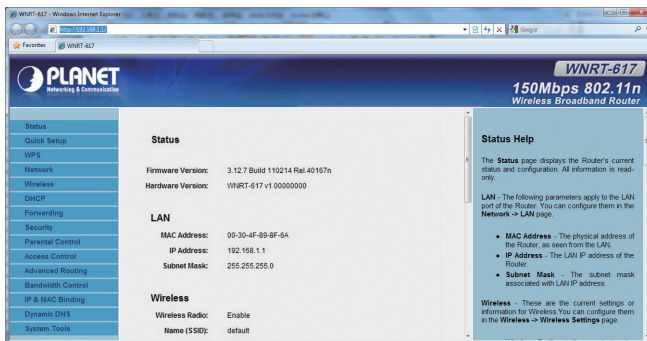 WNRT-617 - Windows Internet Explorer
http://192.168.1.1/
Google
Favorites
WNRT-617
PLANET
Networking & Communication
WNRT-617
150Mbps 802.11n
Wireless Broadband Router
Status
Quick Setup
WPS
Network
Wireless
DHCP
Forwarding
Security
Parental Control
Access Control
Advanced Routing
Bandwidth Control
IP & MAC Binding
Dynamic DNS
System Tools
Status
Firmware Version: 3.12.7 Build 110214 Rel.40167n
Hardware Version: WNRT-617 v1 00000000
LAN
MAC Address: 00-30-4F-89-8F-6A
IP Address: 192.168.1.1
Subnet Mask: 255.255.255.0
Wireless
Wireless Radio: Enable
Name (SSID): default
Status Help
The Status page displays the Router's current
status and configuration. All information is read-
only.
LAN - The following parameters apply to the LAN
port of the Router. You can configure them in the
Network -> LAN page.
• MAC Address - The physical address of
the Router, as seen from the LAN.
• IP Address - The LAN IP address of the
Router.
• Subnet Mask - The subnet mask
associated with LAN IP address.
Wireless - These are the current settings or
information for Wireless.You can configure them
in the Wireless -> Wireless Settings page.